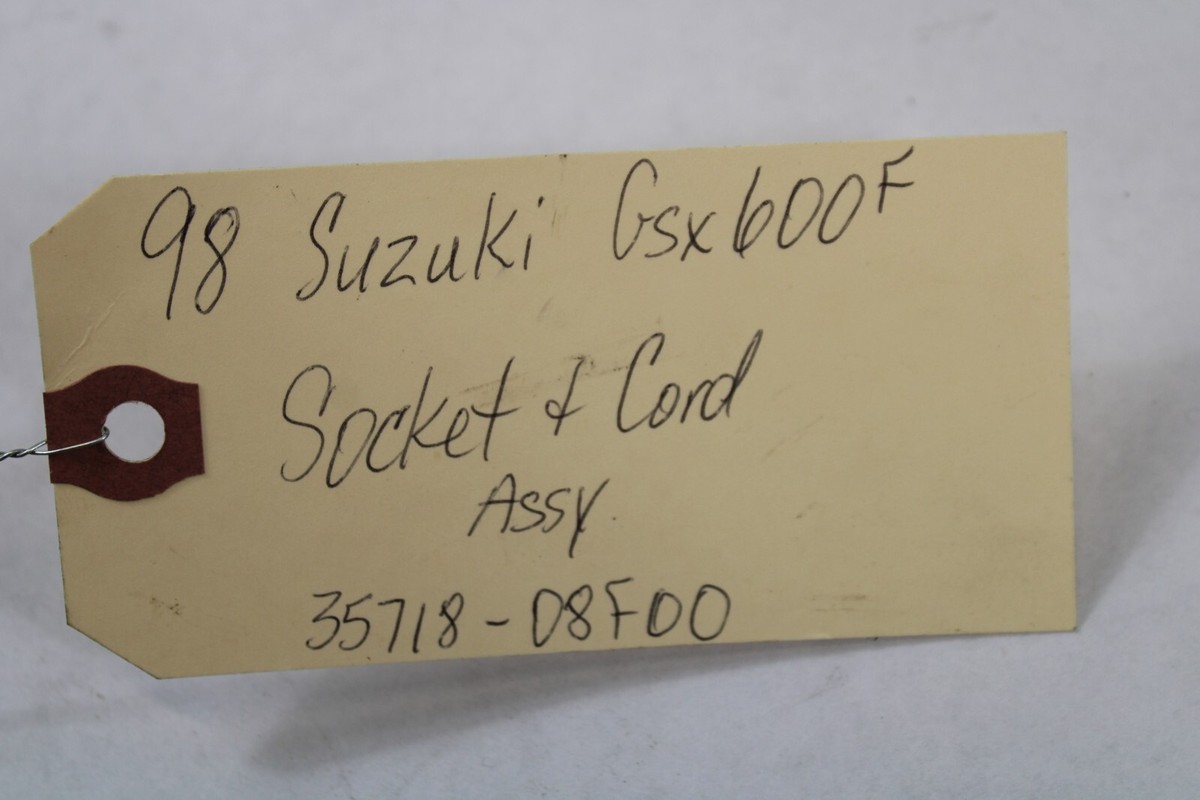 98 Suzuki Gsx600F
Socket & Cord
Assy.
35718-08F00